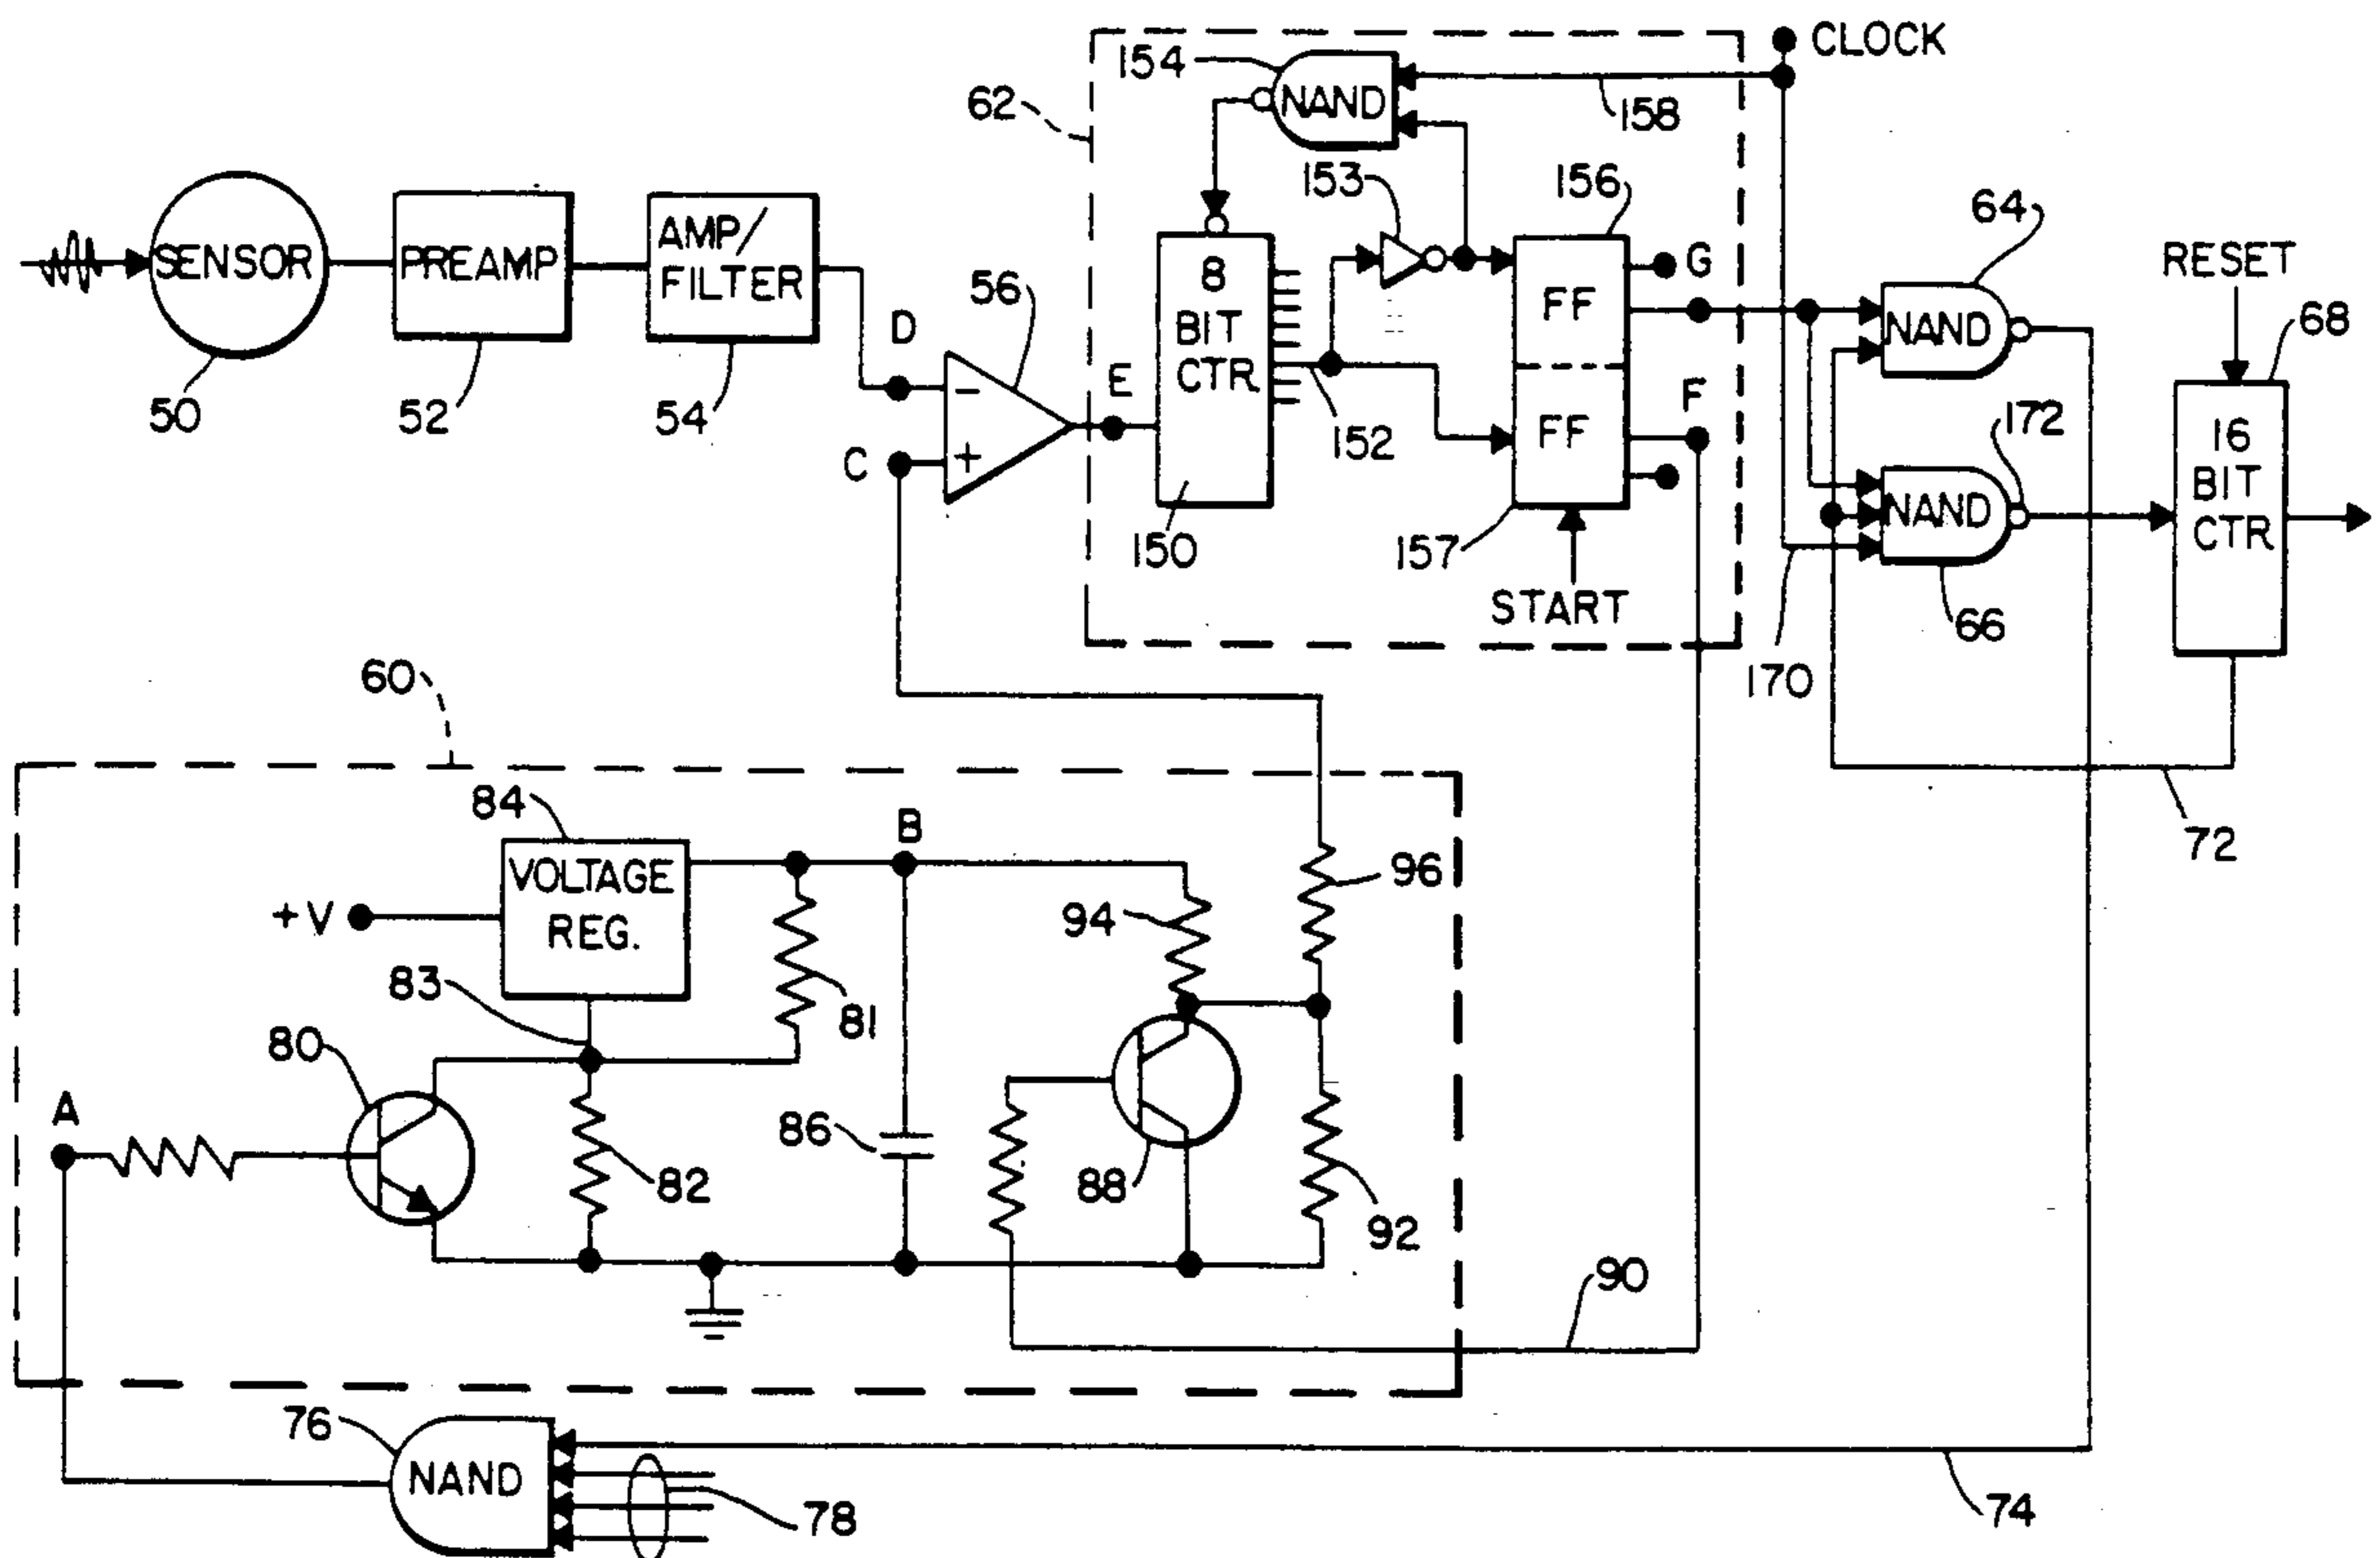 CLOCK
154
NAND
62
158
153
156
64
SENSOR
PREAMP
AMP/
FILTER
56
8
BIT
CTR
FF
G
NAND
RESET
68
D
E
50
52
54
C
−
+
FF
F
152
172
NAND
16
BIT
CTR
150
157
START
170
66
60
72
84
VOLTAGE
REG.
B
96
+V
94
83
81
80
A
86
82
88
92
90
76
NAND
78
74